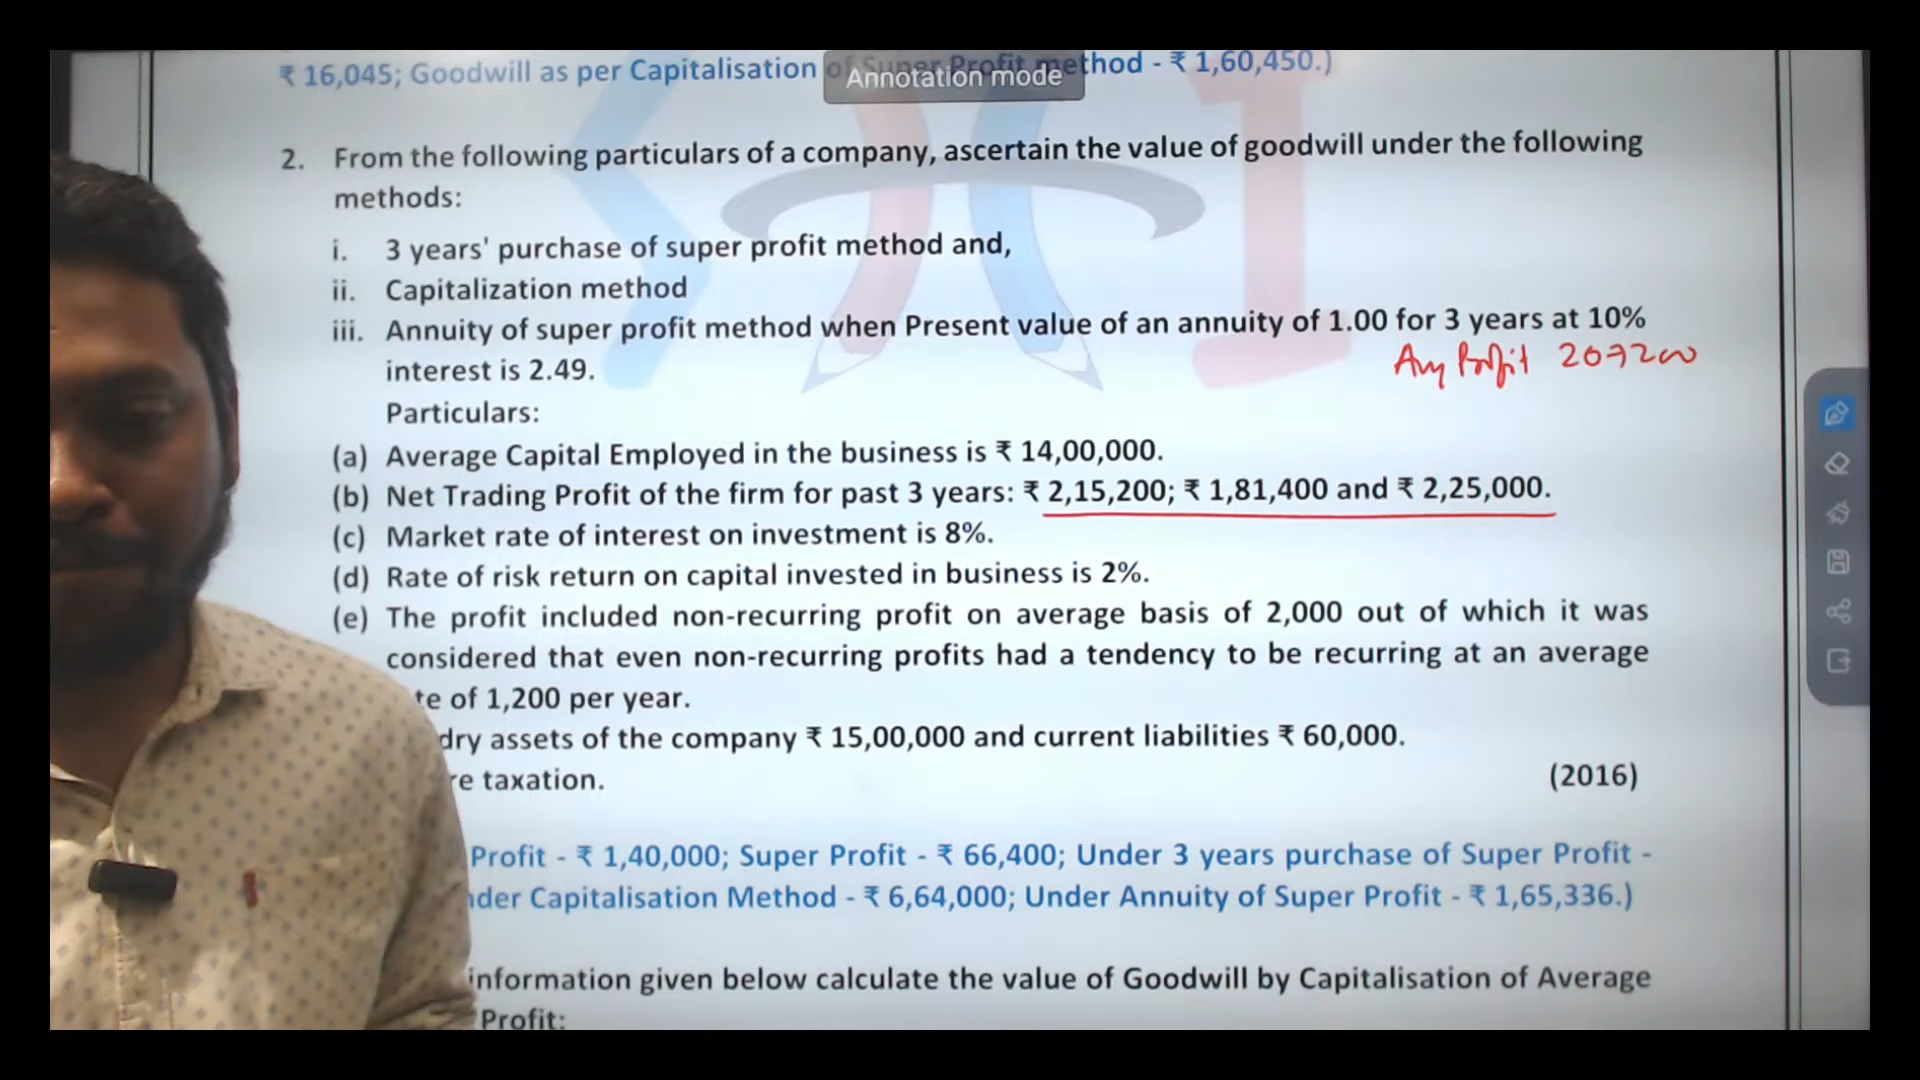 ₹ 16,045; Goodwill as per Capitalisation of Super Profit method - ₹ 1,60,450.)
Annotation mode
2. From the following particulars of a company, ascertain the value of goodwill under the following
methods:
i. 3 years' purchase of super profit method and,
ii. Capitalization method
iii. Annuity of super profit method when Present value of an annuity of 1.00 for 3 years at 10%
interest is 2.49.
Avg Profit 207200
Particulars:
(a) Average Capital Employed in the business is ₹ 14,00,000.
(b) Net Trading Profit of the firm for past 3 years: ₹ 2,15,200; ₹ 1,81,400 and ₹ 2,25,000.
(c) Market rate of interest on investment is 8%.
(d) Rate of risk return on capital invested in business is 2%.
(e) The profit included non-recurring profit on average basis of 2,000 out of which it was
considered that even non-recurring profits had a tendency to be recurring at an average
te of 1,200 per year.
dry assets of the company ₹ 15,00,000 and current liabilities ₹ 60,000.
re taxation.
(2016)
Profit - ₹ 1,40,000; Super Profit - ₹ 66,400; Under 3 years purchase of Super Profit -
der Capitalisation Method - ₹ 6,64,000; Under Annuity of Super Profit - ₹ 1,65,336.)
information given below calculate the value of Goodwill by Capitalisation of Average
Profit: